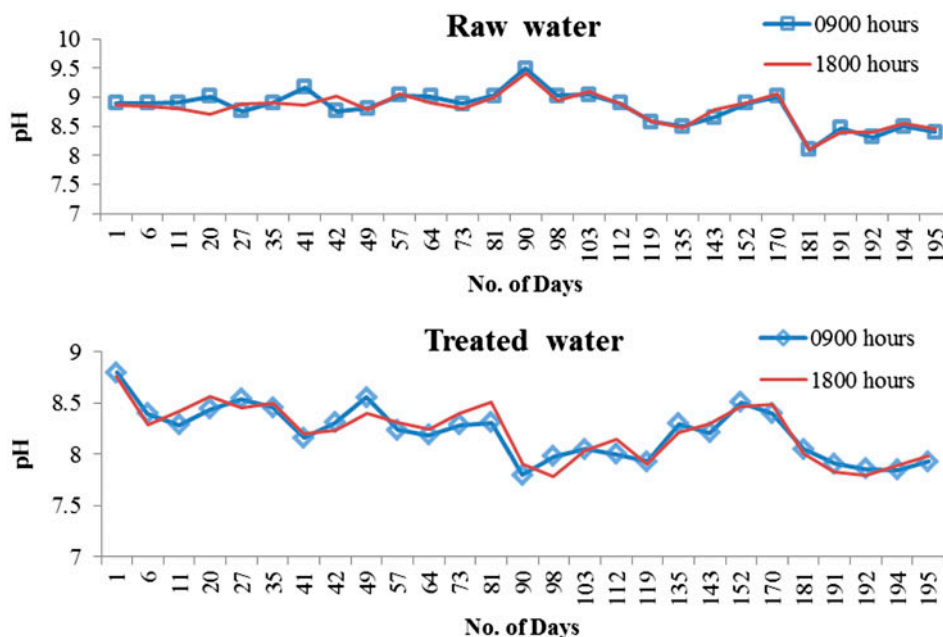 Raw water
0900 hours
1800 hours
10
9.5
9
8.5
8
7.5
7
pH
1 6 11 20 27 35 41 42 49 57 64 73 81 90 98 103 112 119 135 143 152 170 181 191 192 194 195
No. of Days
Treated water
0900 hours
1800 hours
9
8.5
8
7.5
7
pH
1 6 11 20 27 35 41 42 49 57 64 73 81 90 98 103 112 119 135 143 152 170 181 191 192 194 195
No. of Days